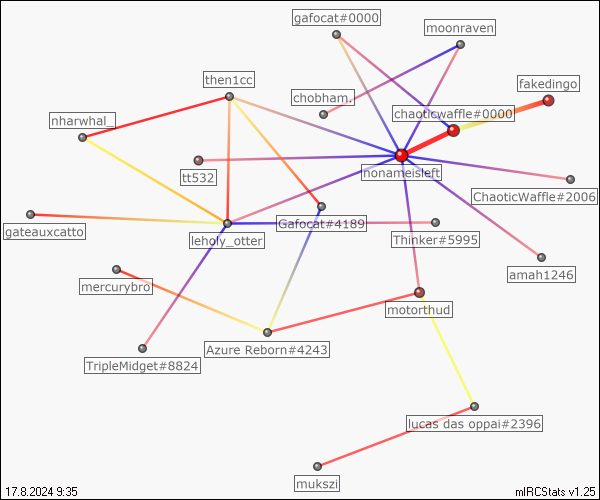 gafocat#0000
moonraven
then1cc
fakedingo
chobham.
chaoticwaffle#0000
nharwhal_
nonameisleft
tt532
ChaoticWaffle#2006
Gafocat#4189
gateauxcatto
leholy_otter
Thinker#5995
amah1246
mercurybro
motorthud
Azure Reborn#4243
TripleMidget#8824
lucas das oppai#2396
mukszi
17.8.2024 9:35
mIRCStats v1.25